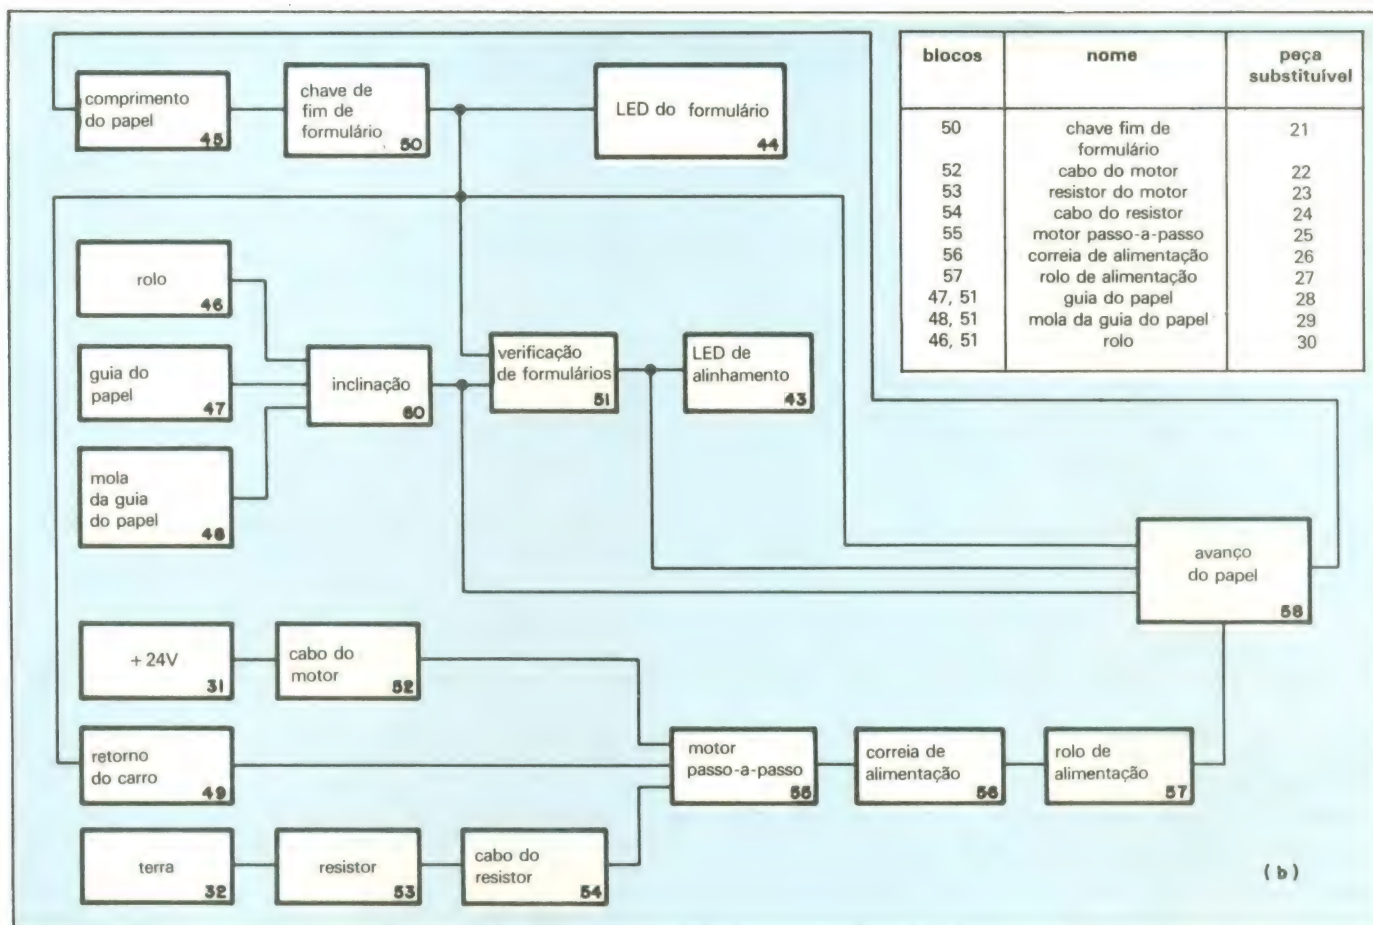 comprimento
do papel
45
chave de
fim de
formulário
50
LED do formulário
44
blocos nome peça
substituível
50 chave fim de 21
formulário
52 cabo do motor 22
53 resistor do motor 23
54 cabo do resistor 24
55 motor passo-a-passo 25
56 correia de alimentação 26
57 rolo de alimentação 27
47, 51 guia do papel 28
48, 51 mola da guia do papel 29
46, 51 rolo 30
rolo
46
guia do
papel
47
mola
da guia
do papel
48
inclinação
60
verificação
de formulários
51
LED de
alinhamento
43
avanço
do papel
58
+24V
31
cabo do
motor
52
retorno
do carro
49
motor
passo-a-passo
55
correia de
alimentação
56
rolo de
alimentação
57
terra
32
resistor
53
cabo do
resistor
54
(b)